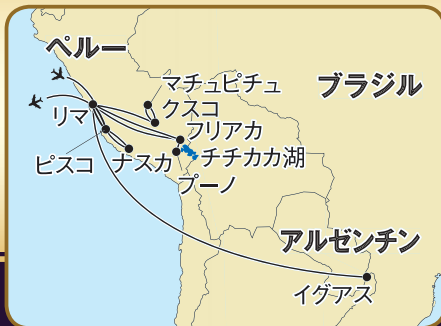 ペルー
マチュピチュ
ブラジル
クスコ
リマ
フリアカ
ピスコ
ナスカ
チチカカ湖
プーノ
アルゼンチン
イグアス